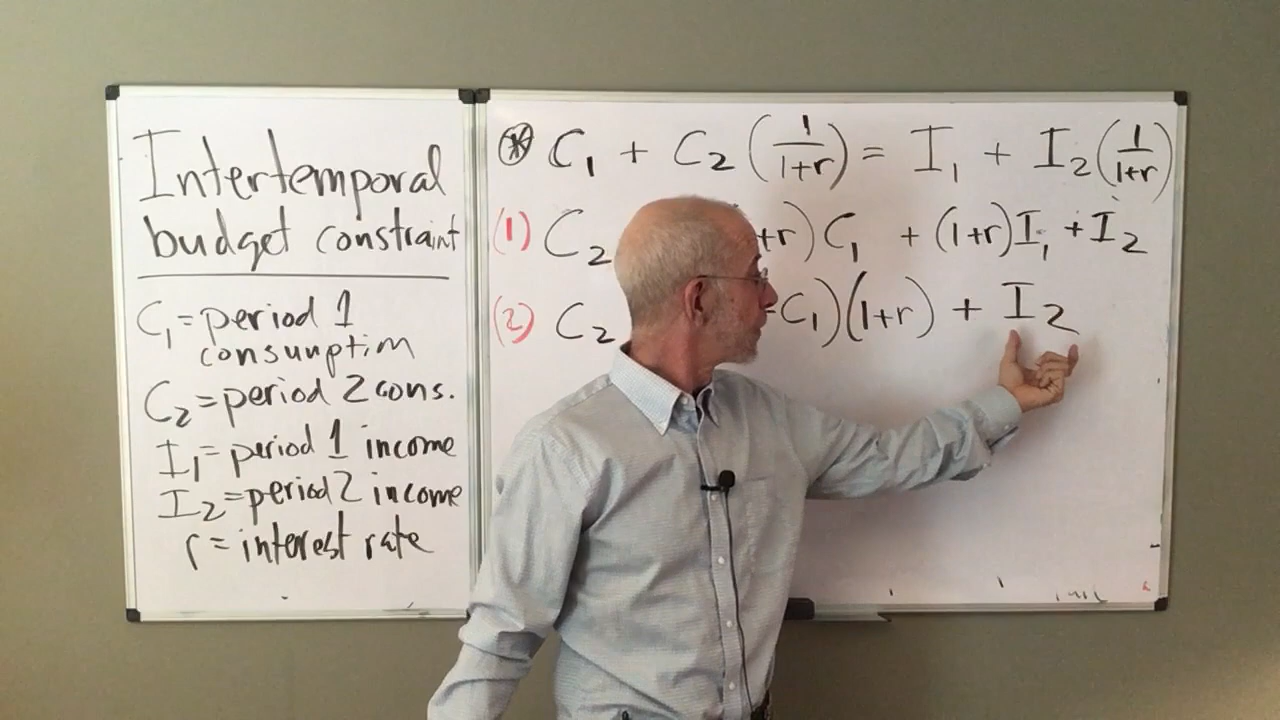 Intertemporal
budget constraint
C₁ = period 1
consumption
C₂ = period 2 cons.
I₁ = period 1 income
I₂ = period 2 income
r = interest rate
(*) C₁ + C₂ (1/(1+r)) = I₁ + I₂ (1/(1+r))
(1) C₂ +r) C₁ + (1+r) I₁ + I₂
(2) C₂ -C₁)(1+r) + I₂